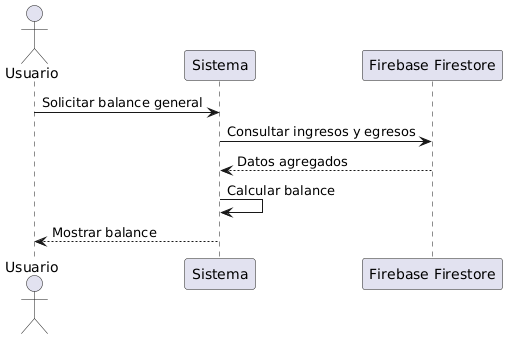 Usuario
Sistema
Firebase Firestore
Solicitar balance general
Consultar ingresos y egresos
Datos agregados
Calcular balance
Mostrar balance
Usuario
Sistema
Firebase Firestore